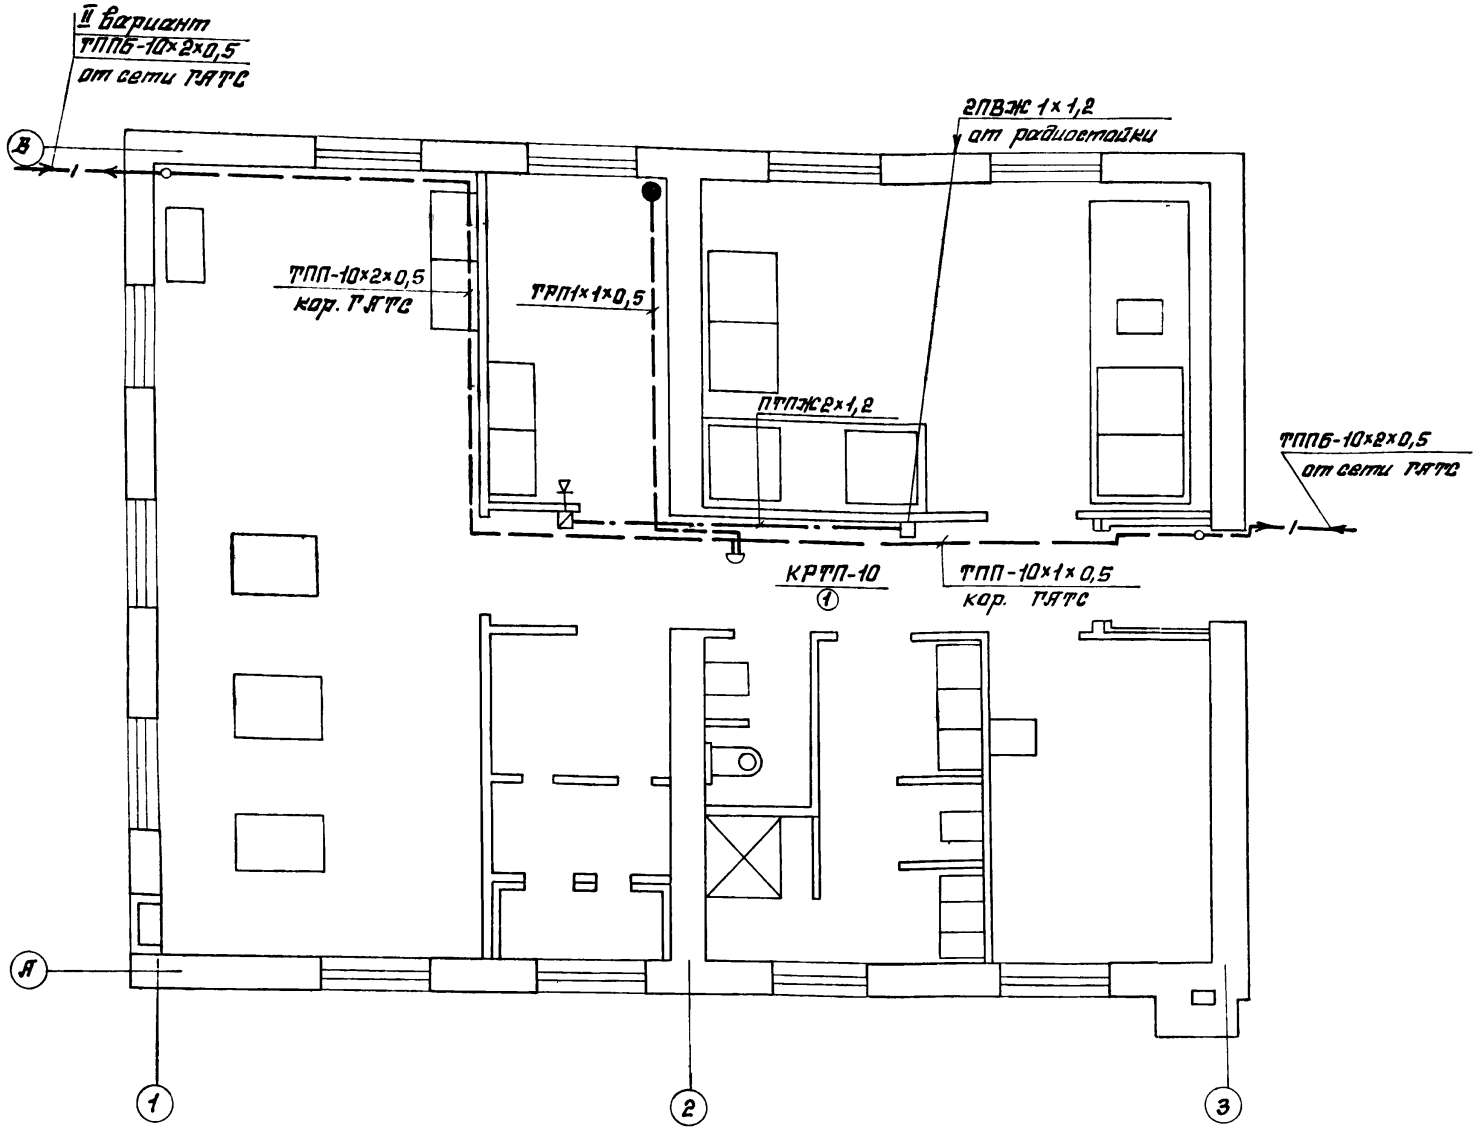 II вариант
ТППБ-10×2×0,5
от сети ГАТС
2ПВЖ 1×1,2
от радиостойки
В
ТПП-10×2×0,5
кор. ГАТС
ТРП1×1×0,5
ПТПЖ2×1,2
ТППБ-10×2×0,5
от сети ГАТС
КРТП-10
1
ТПП-10×1×0,5
кор. ГАТС
А
1
2
3